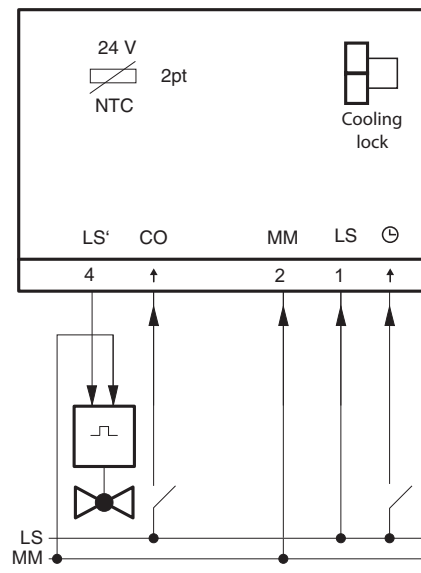 24 V
2pt
NTC
Cooling
lock
LS‘ CO MM LS
4 2 1
LS
MM